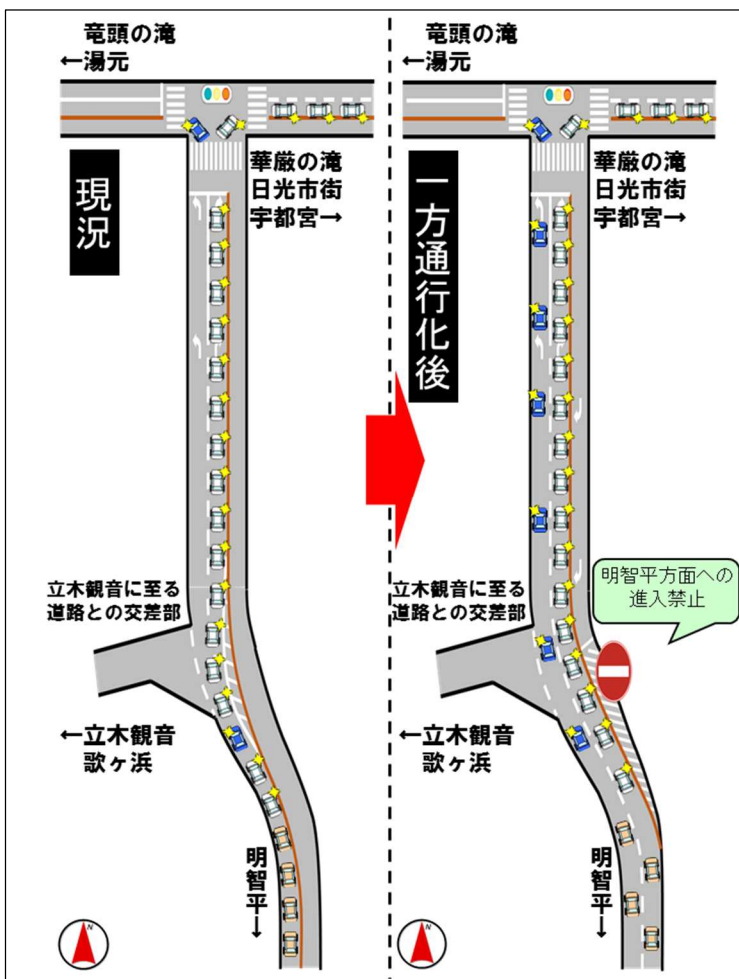 竜頭の滝
←湯元
現況
華厳の滝
日光市街
宇都宮→
立木観音に至る
道路との交差部
←立木観音
歌ヶ浜
明智平→
N
竜頭の滝
←湯元
一方通行化後
華厳の滝
日光市街
宇都宮→
立木観音に至る
道路との交差部
明智平方面への
進入禁止
←立木観音
歌ヶ浜
明智平→
N